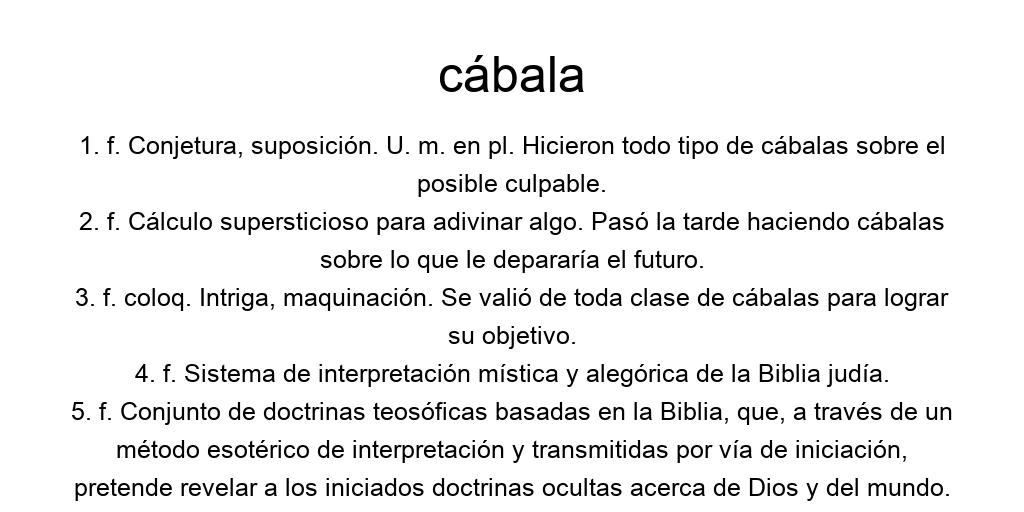 cábala
1. f. Conjetura, suposición. U. m. en pl. Hicieron todo tipo de cábalas sobre el
posible culpable.
2. f. Cálculo supersticioso para adivinar algo. Pasó la tarde haciendo cábalas
sobre lo que le depararía el futuro.
3. f. coloq. Intriga, maquinación. Se valió de toda clase de cábalas para lograr
su objetivo.
4. f. Sistema de interpretación mística y alegórica de la Biblia judía.
5. f. Conjunto de doctrinas teosóficas basadas en la Biblia, que, a través de un
método esotérico de interpretación y transmitidas por vía de iniciación,
pretende revelar a los iniciados doctrinas ocultas acerca de Dios y del mundo.